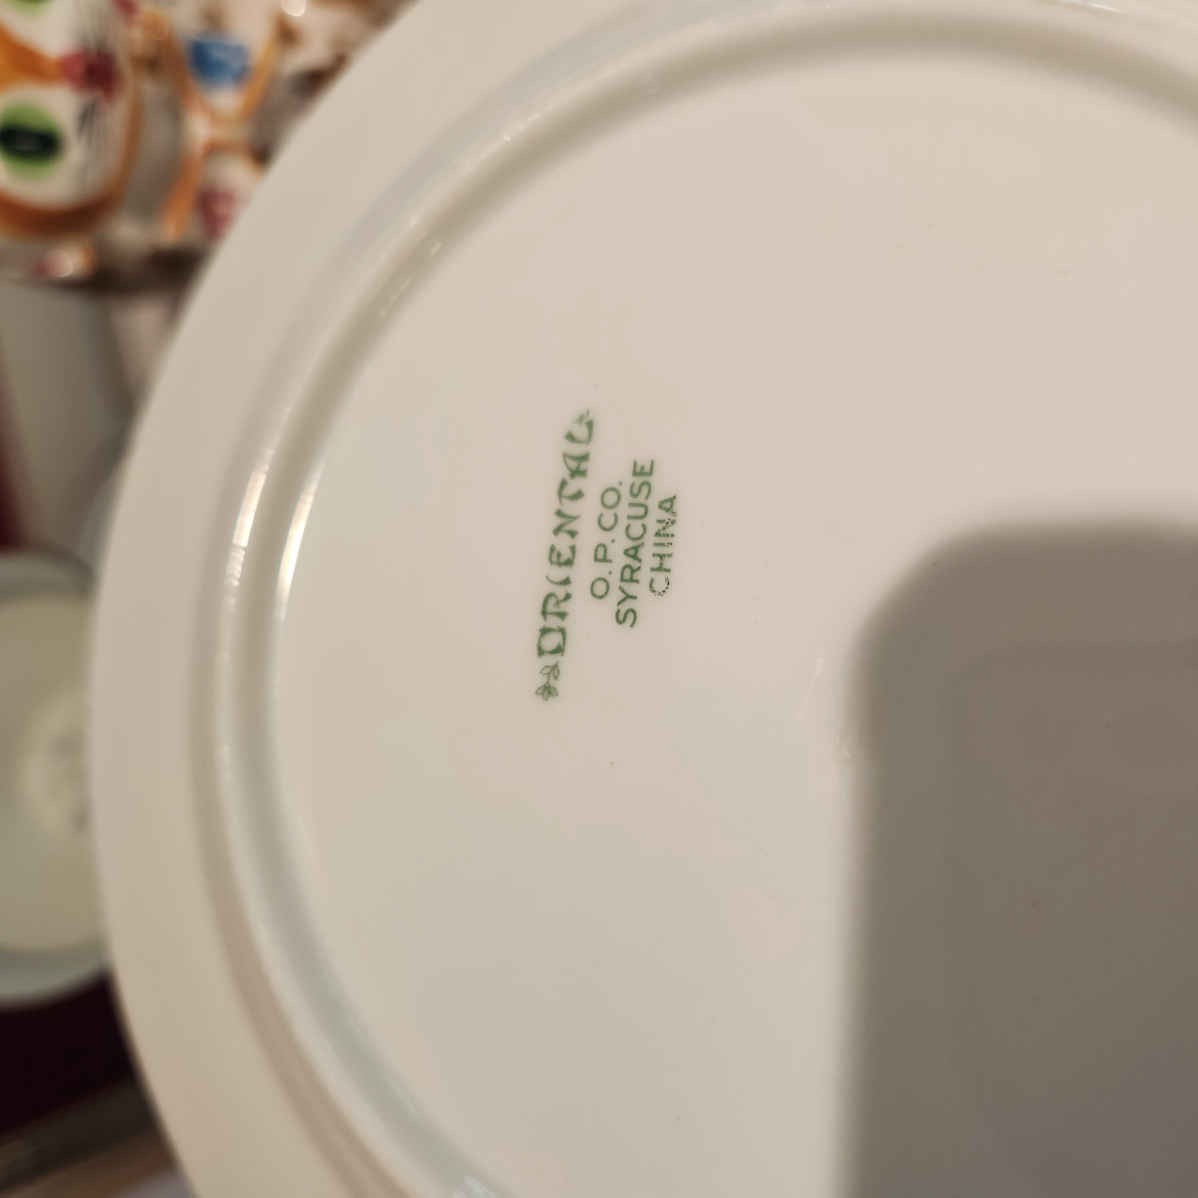 ORIENTAL
O.P.CO.
SYRACUSE
CHINA